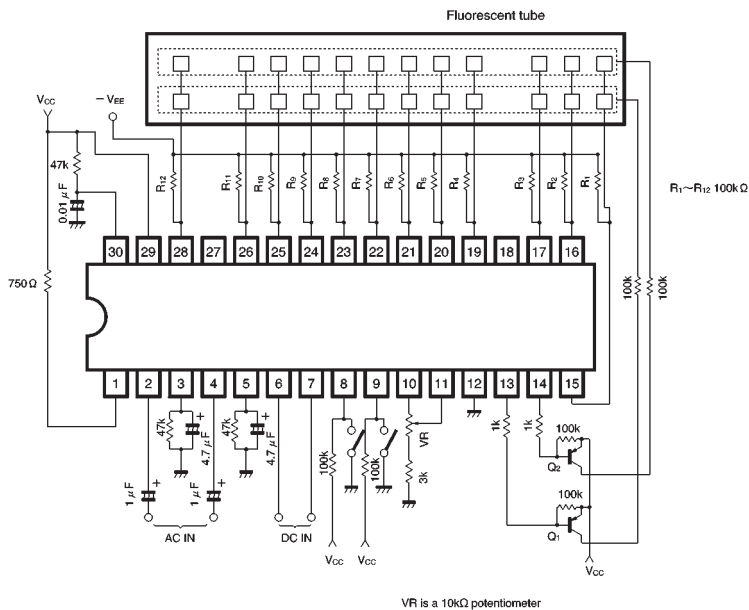 Fluorescent tube
VCC
− VEE
47k
0.01 μF
R12
R11
R10
R9
R8
R7
R6
R5
R4
R3
R2
R1
R1～R12 100kΩ
30 29 28 27 26 25 24 23 22 21 20 19 18 17 16
750Ω
100k
100k
1 2 3 4 5 6 7 8 9 10 11 12 13 14 15
47k
+
4.7 μF
47k
+
4.7 μF
VR
1k
1k
100k
Q2
100k
100k
3k
1 μF
+
1 μF
+
100k
Q1
AC IN
DC IN
VCC
VCC
VCC
VR is a 10kΩ potentiometer